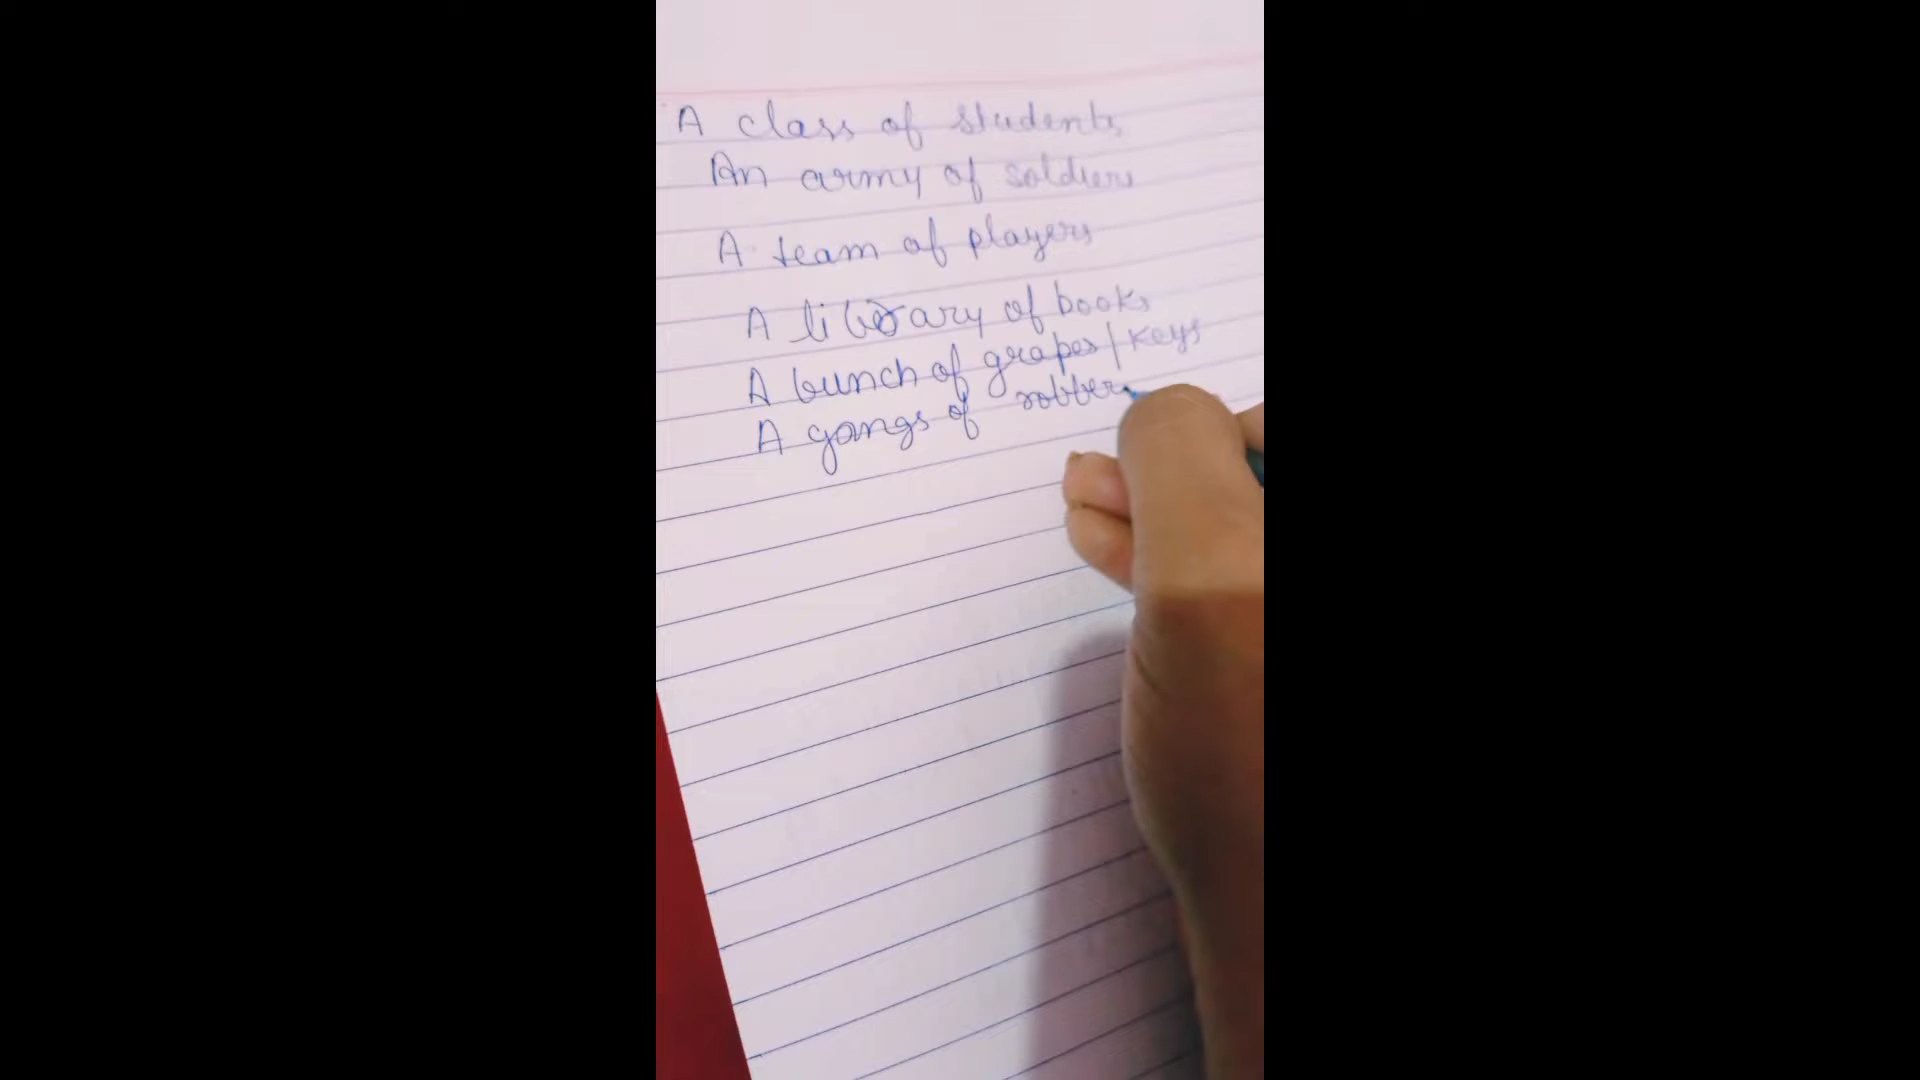 A class of students
An army of soldiers
A team of players
A library of books
A bunch of grapes/keys
A gangs of robber